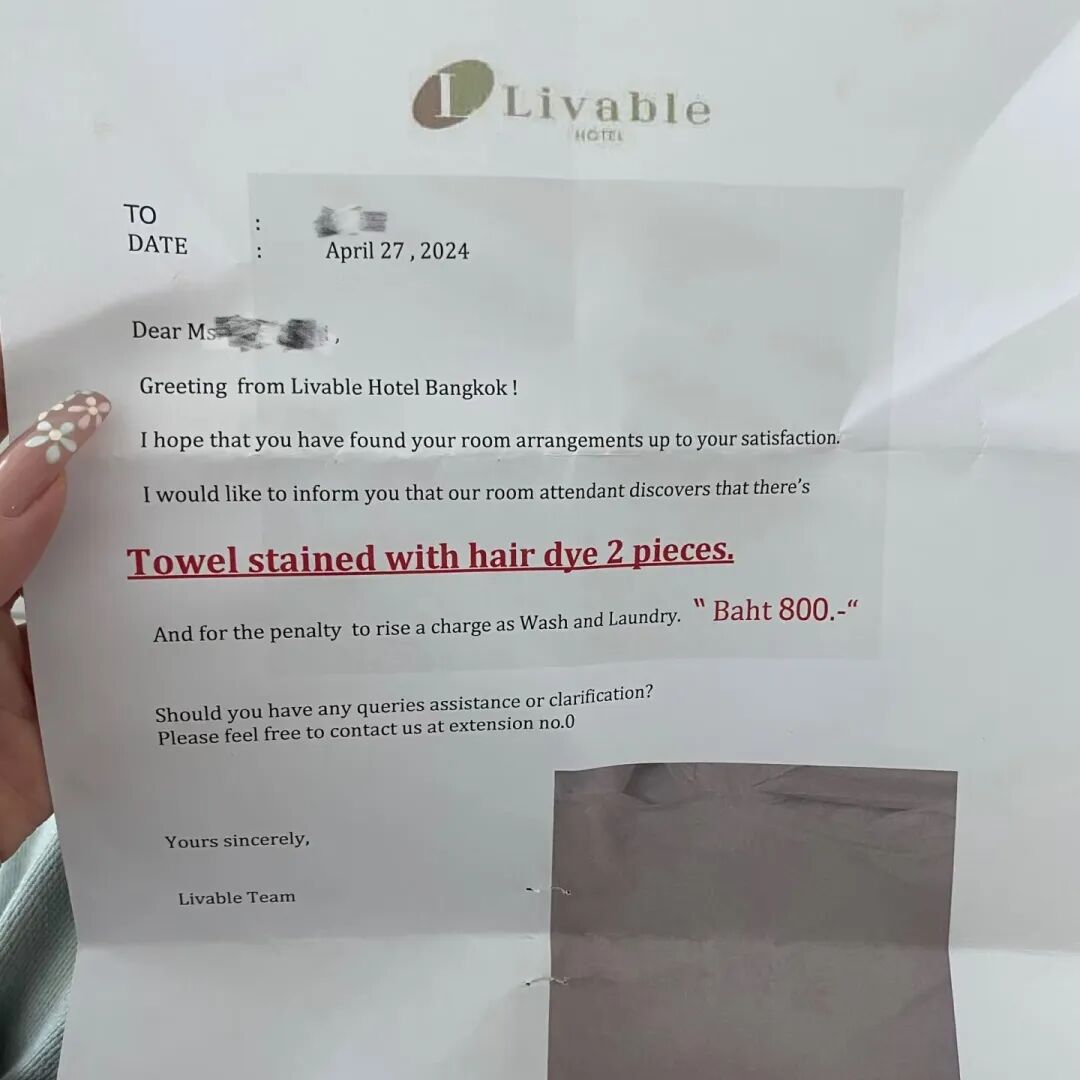 L Livable
HOTEL
TO :
DATE : April 27 , 2024
Dear Ms ,
Greeting from Livable Hotel Bangkok !
I hope that you have found your room arrangements up to your satisfaction.
I would like to inform you that our room attendant discovers that there's
Towel stained with hair dye 2 pieces.
And for the penalty to rise a charge as Wash and Laundry. " Baht 800.-"
Should you have any queries assistance or clarification?
Please feel free to contact us at extension no.0
Yours sincerely,
Livable Team